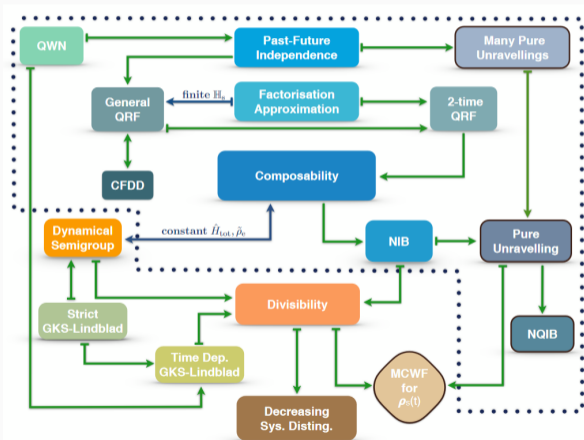 QWN
Past-Future
Independence
Many Pure
Unravellings
General
QRF
finite ℍₑ
Factorisation
Approximation
2-time
QRF
CFDD
Composability
Dynamical
Semigroup
constant Ĥ_tot, ρ̂ₑ
NIB
Pure
Unravelling
Strict
GKS-Lindblad
Divisibility
NQIB
Time Dep.
GKS-Lindblad
MCWF
for
ρₛ(t)
Decreasing
Sys. Disting.